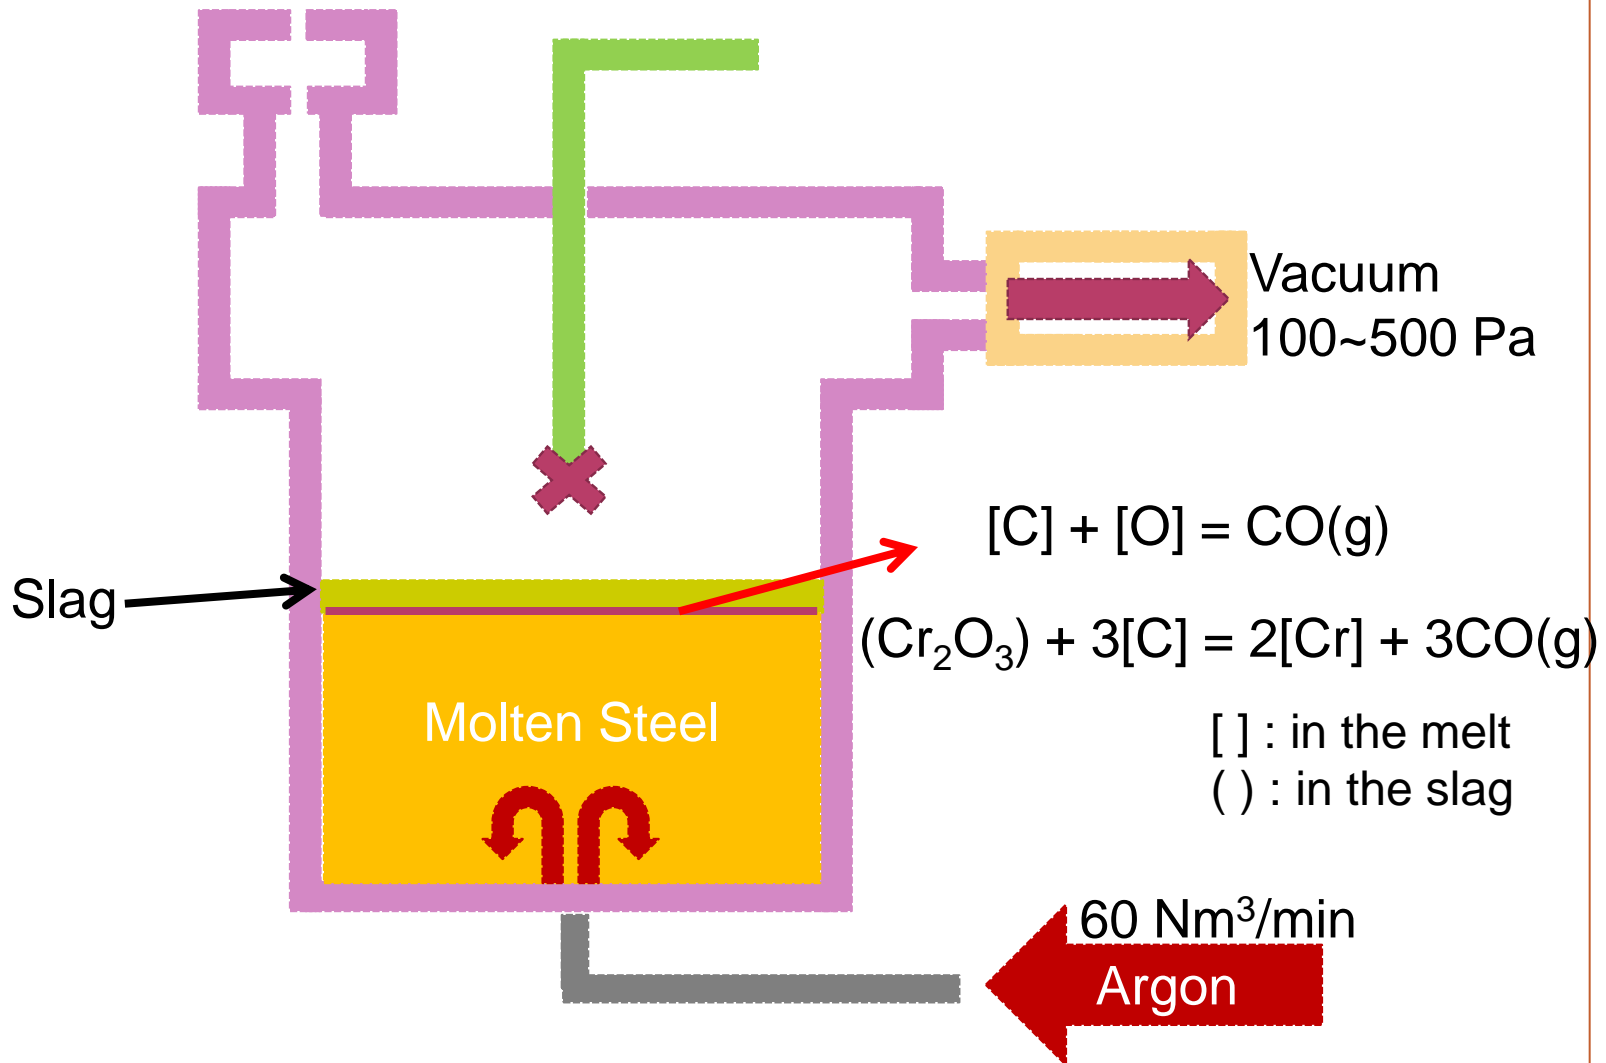 Vacuum
100~500 Pa
[C] + [O] = CO(g)
Slag
(Cr₂O₃) + 3[C] = 2[Cr] + 3CO(g)
Molten Steel
[ ] : in the melt
( ) : in the slag
60 Nm³/min
Argon